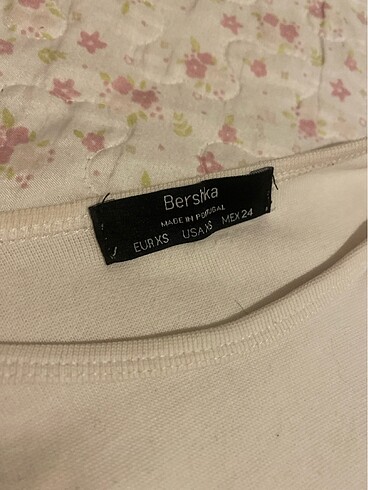 Bershka
MADE IN PORTUGAL
EUR XS USA XS MEX 24